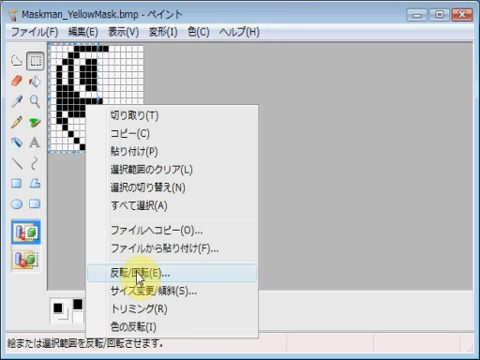 Maskman_YellowMask.bmp - ペイント
ファイル(F) 編集(E) 表示(V) 変形(I) 色(C) ヘルプ(H)
切り取り(T)
コピー(C)
貼り付け(P)
選択範囲のクリア(L)
選択の切り替え(N)
すべて選択(A)
ファイルへコピー(O)...
ファイルから貼り付け(F)...
反転/回転(E)...
サイズ変更/傾斜(S)...
トリミング(R)
色の反転(I)
絵または選択範囲を反転/回転させます。